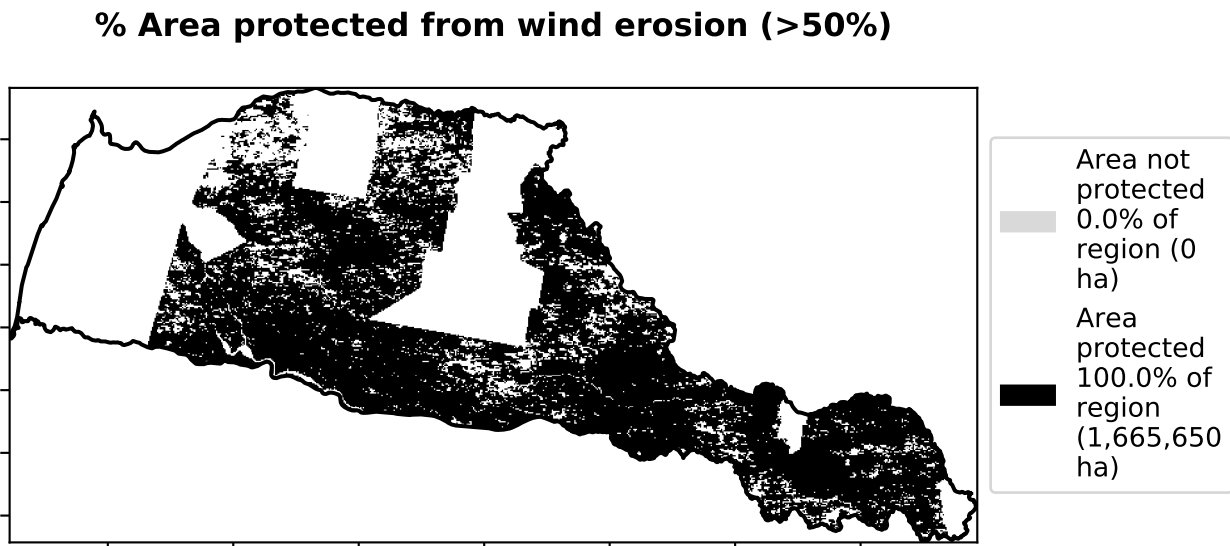 % Area protected from wind erosion (>50%)
Area not
protected
0.0% of
region (0
ha)
Area
protected
100.0% of
region
(1,665,650
ha)